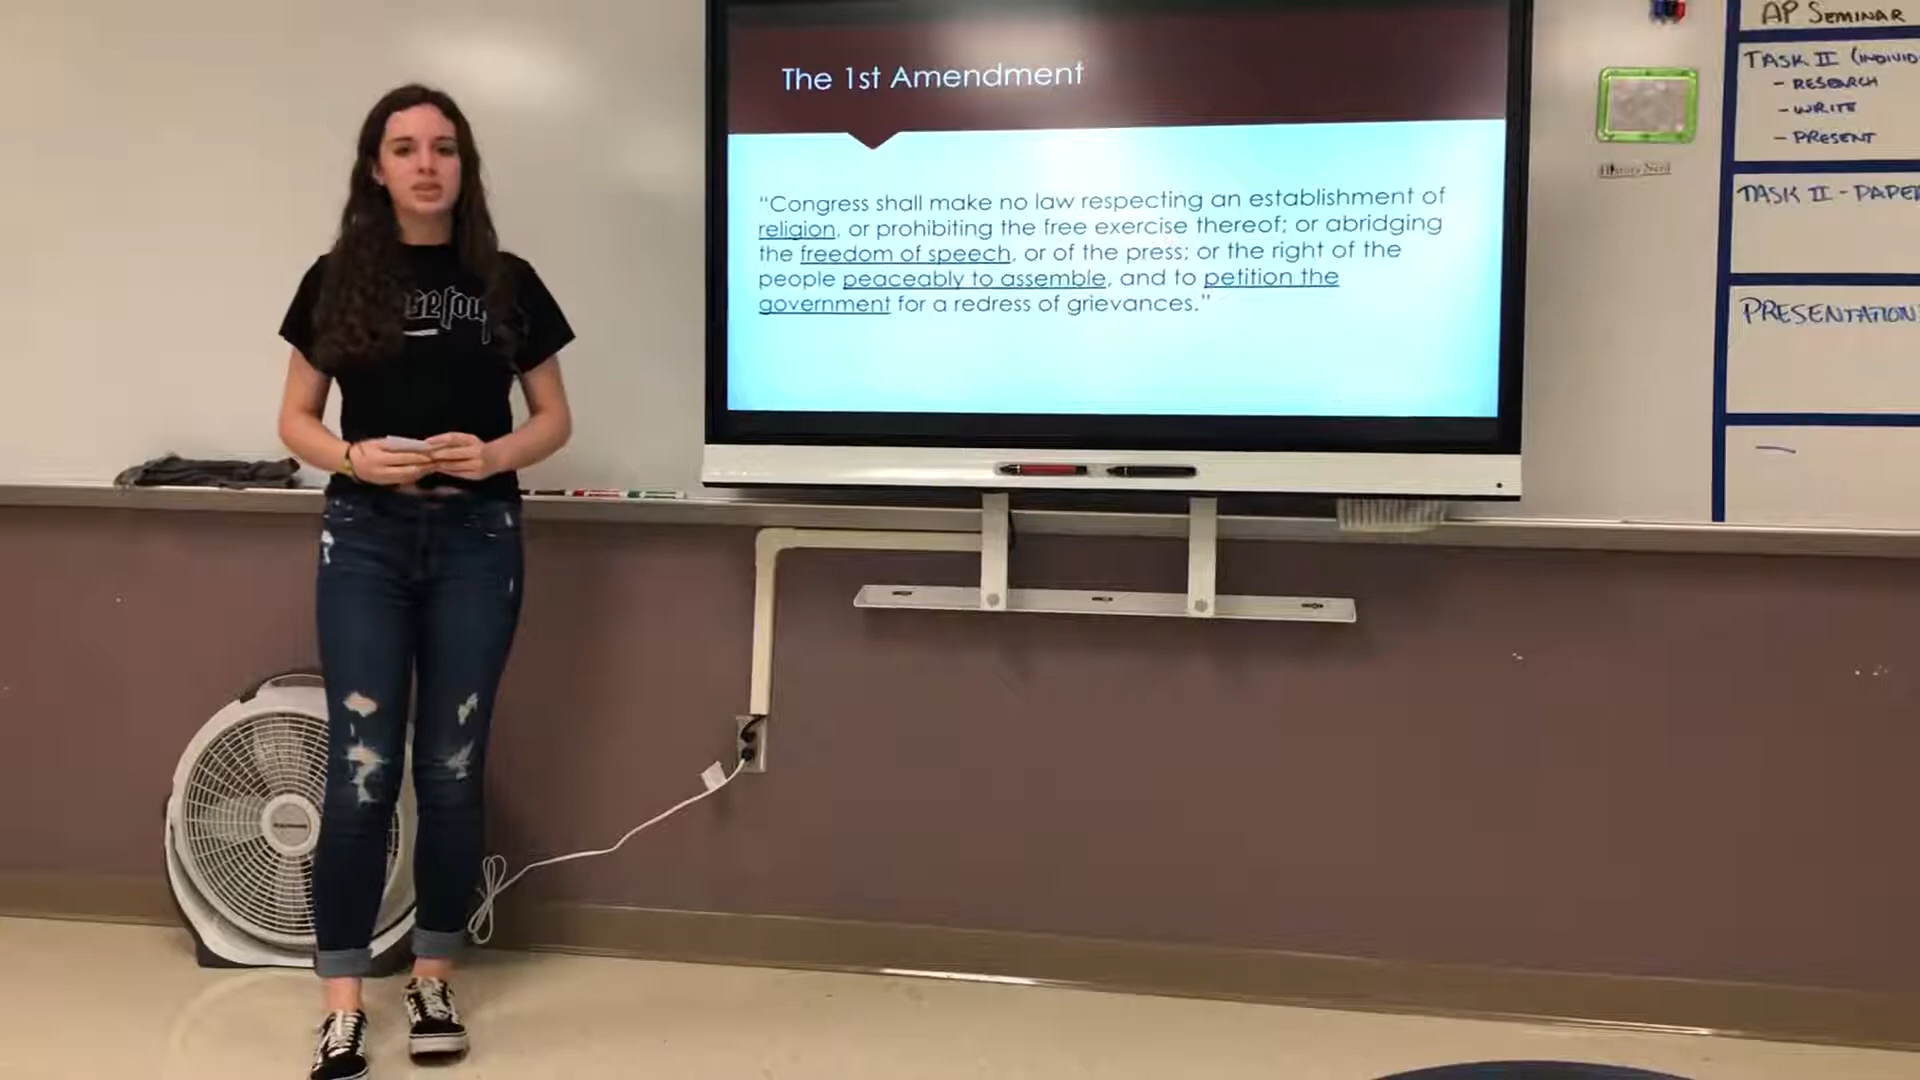 The 1st Amendment
"Congress shall make no law respecting an establishment of
religion, or prohibiting the free exercise thereof; or abridging
the freedom of speech, or of the press; or the right of the
people peaceably to assemble, and to petition the
government for a redress of grievances."
AP SEMINAR
TASK II (INDIVID
- RESEARCH
- WRITE
- PRESENT
TASK II - PAPER
PRESENTATION
History Nerd